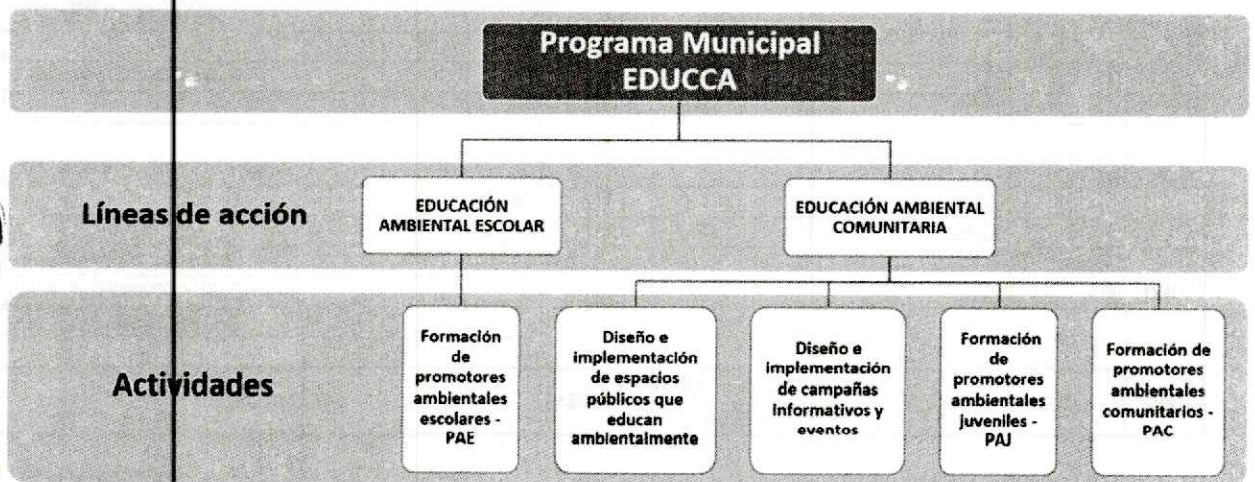 Programa Municipal
EDUCCA
Líneas de acción
EDUCACIÓN
AMBIENTAL ESCOLAR
EDUCACIÓN AMBIENTAL
COMUNITARIA
Actividades
Formación
de
promotores
ambientales
escolares -
PAE
Diseño e
implementación
de espacios
públicos que
educan
ambientalmente
Diseño e
implementación
de campañas
informativos y
eventos
Formación
de
promotores
ambientales
juveniles -
PAJ
Formación de
promotores
ambientales
comunitarios -
PAC